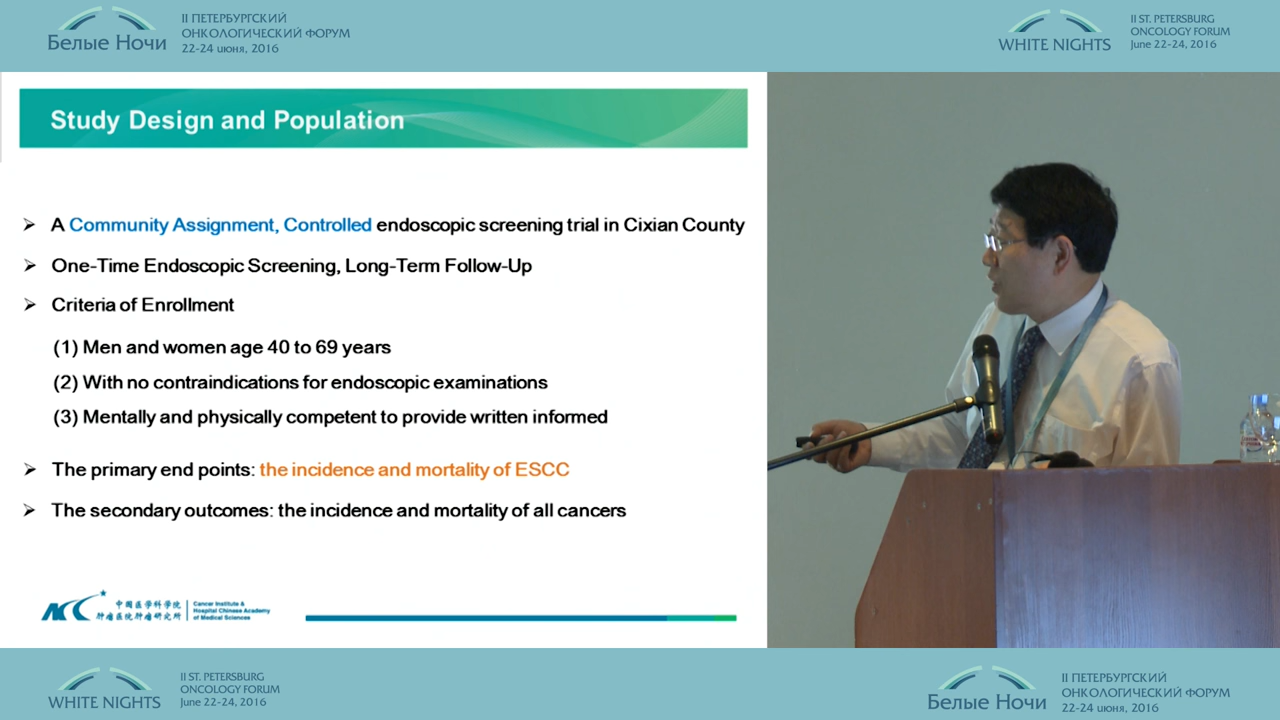 II ПЕТЕРБУРГСКИЙ
ОНКОЛОГИЧЕСКИЙ ФОРУМ
22-24 июня, 2016
Белые Ночи
II ST. PETERSBURG
ONCOLOGY FORUM
June 22-24, 2016
WHITE NIGHTS
Study Design and Population
A Community Assignment, Controlled endoscopic screening trial in Cixian County
One-Time Endoscopic Screening, Long-Term Follow-Up
Criteria of Enrollment
(1) Men and women age 40 to 69 years
(2) With no contraindications for endoscopic examinations
(3) Mentally and physically competent to provide written informed
The primary end points: the incidence and mortality of ESCC
The secondary outcomes: the incidence and mortality of all cancers
中国医学科学院
肿瘤医院肿瘤研究所
Cancer Institute &
Hospital Chinese Academy
of Medical Sciences
II ST. PETERSBURG
ONCOLOGY FORUM
June 22-24, 2016
WHITE NIGHTS
II ПЕТЕРБУРГСКИЙ
ОНКОЛОГИЧЕСКИЙ ФОРУМ
22-24 июня, 2016
Белые Ночи